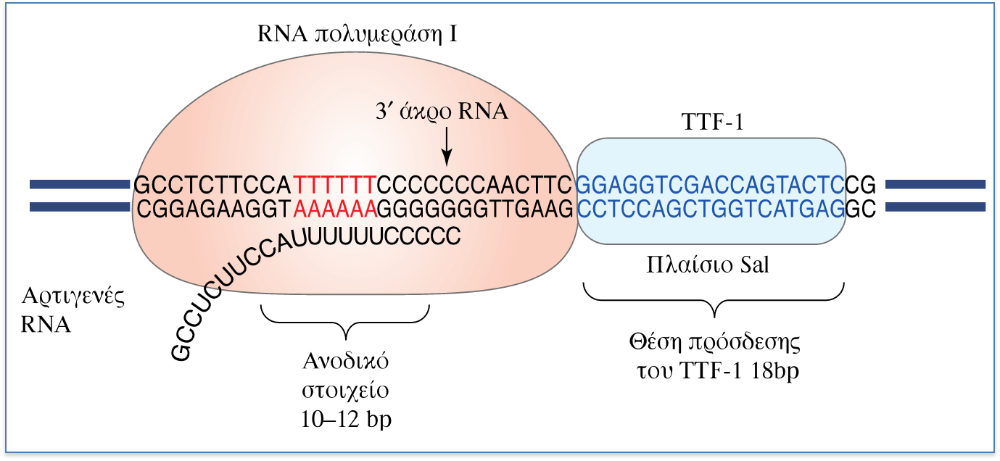 RNA πολυμεράση I
3′ άκρο RNA
TTF-1
GCCTCTTCCATTTTTTCCCCCCCAACTTCGGAGGTCGACCAGTACTCCG
CGGAGAAGGTAAAAAAGGGGGGGTTGAAGCCTCCAGCTGGTCATGAGGC
GCCUCUUCCAUUUUUUCCCCC
Πλαίσιο Sal
Αρτιγενές
RNA
Ανοδικό
στοιχείο
10–12 bp
Θέση πρόσδεσης
του TTF-1 18bp